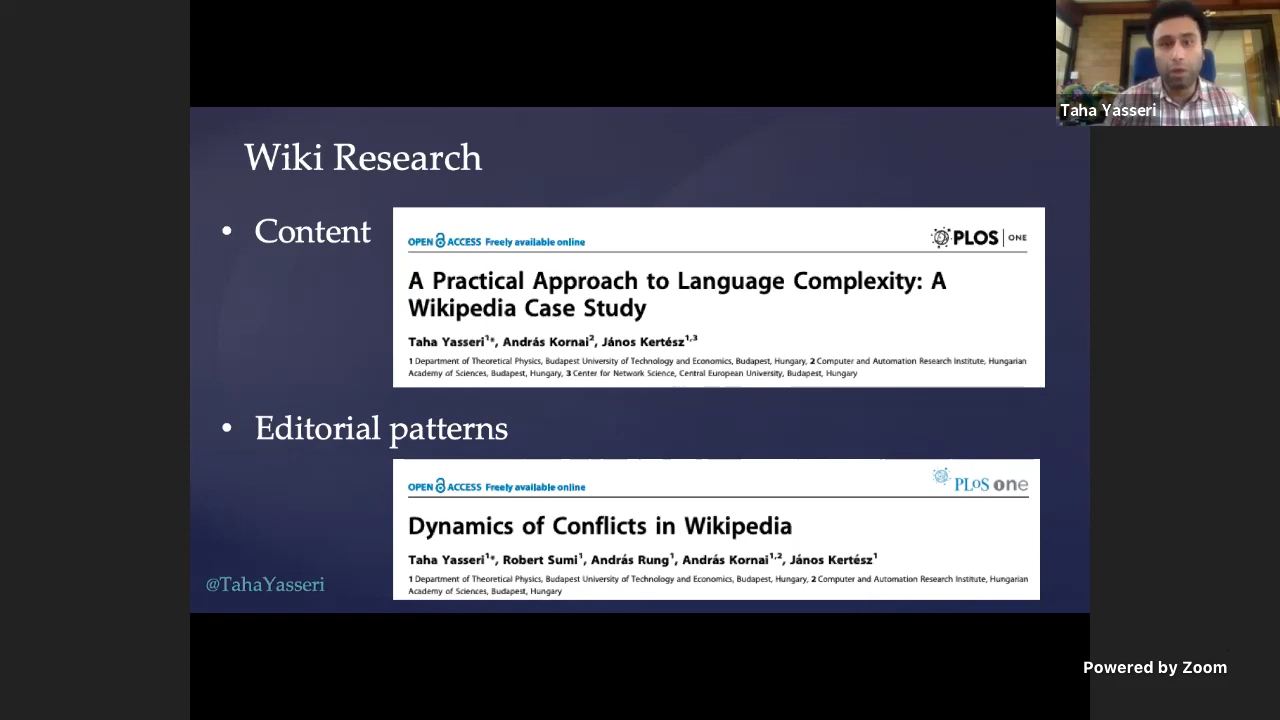 Taha Yasseri
Wiki Research
• Content
OPEN ACCESS Freely available online
PLOS ONE
A Practical Approach to Language Complexity: A
Wikipedia Case Study
Taha Yasseri1*, András Kornai2, János Kertész1,3
1 Department of Theoretical Physics, Budapest University of Technology and Economics, Budapest, Hungary, 2 Computer and Automation Research Institute, Hungarian
Academy of Sciences, Budapest, Hungary, 3 Center for Network Science, Central European University, Budapest, Hungary
• Editorial patterns
OPEN ACCESS Freely available online
PLoS one
Dynamics of Conflicts in Wikipedia
Taha Yasseri1*, Robert Sumi1, András Rung1, András Kornai1,2, János Kertész1
1 Department of Theoretical Physics, Budapest University of Technology and Economics, Budapest, Hungary, 2 Computer and Automation Research Institute, Hungarian
Academy of Sciences, Budapest, Hungary
@TahaYasseri
Powered by Zoom